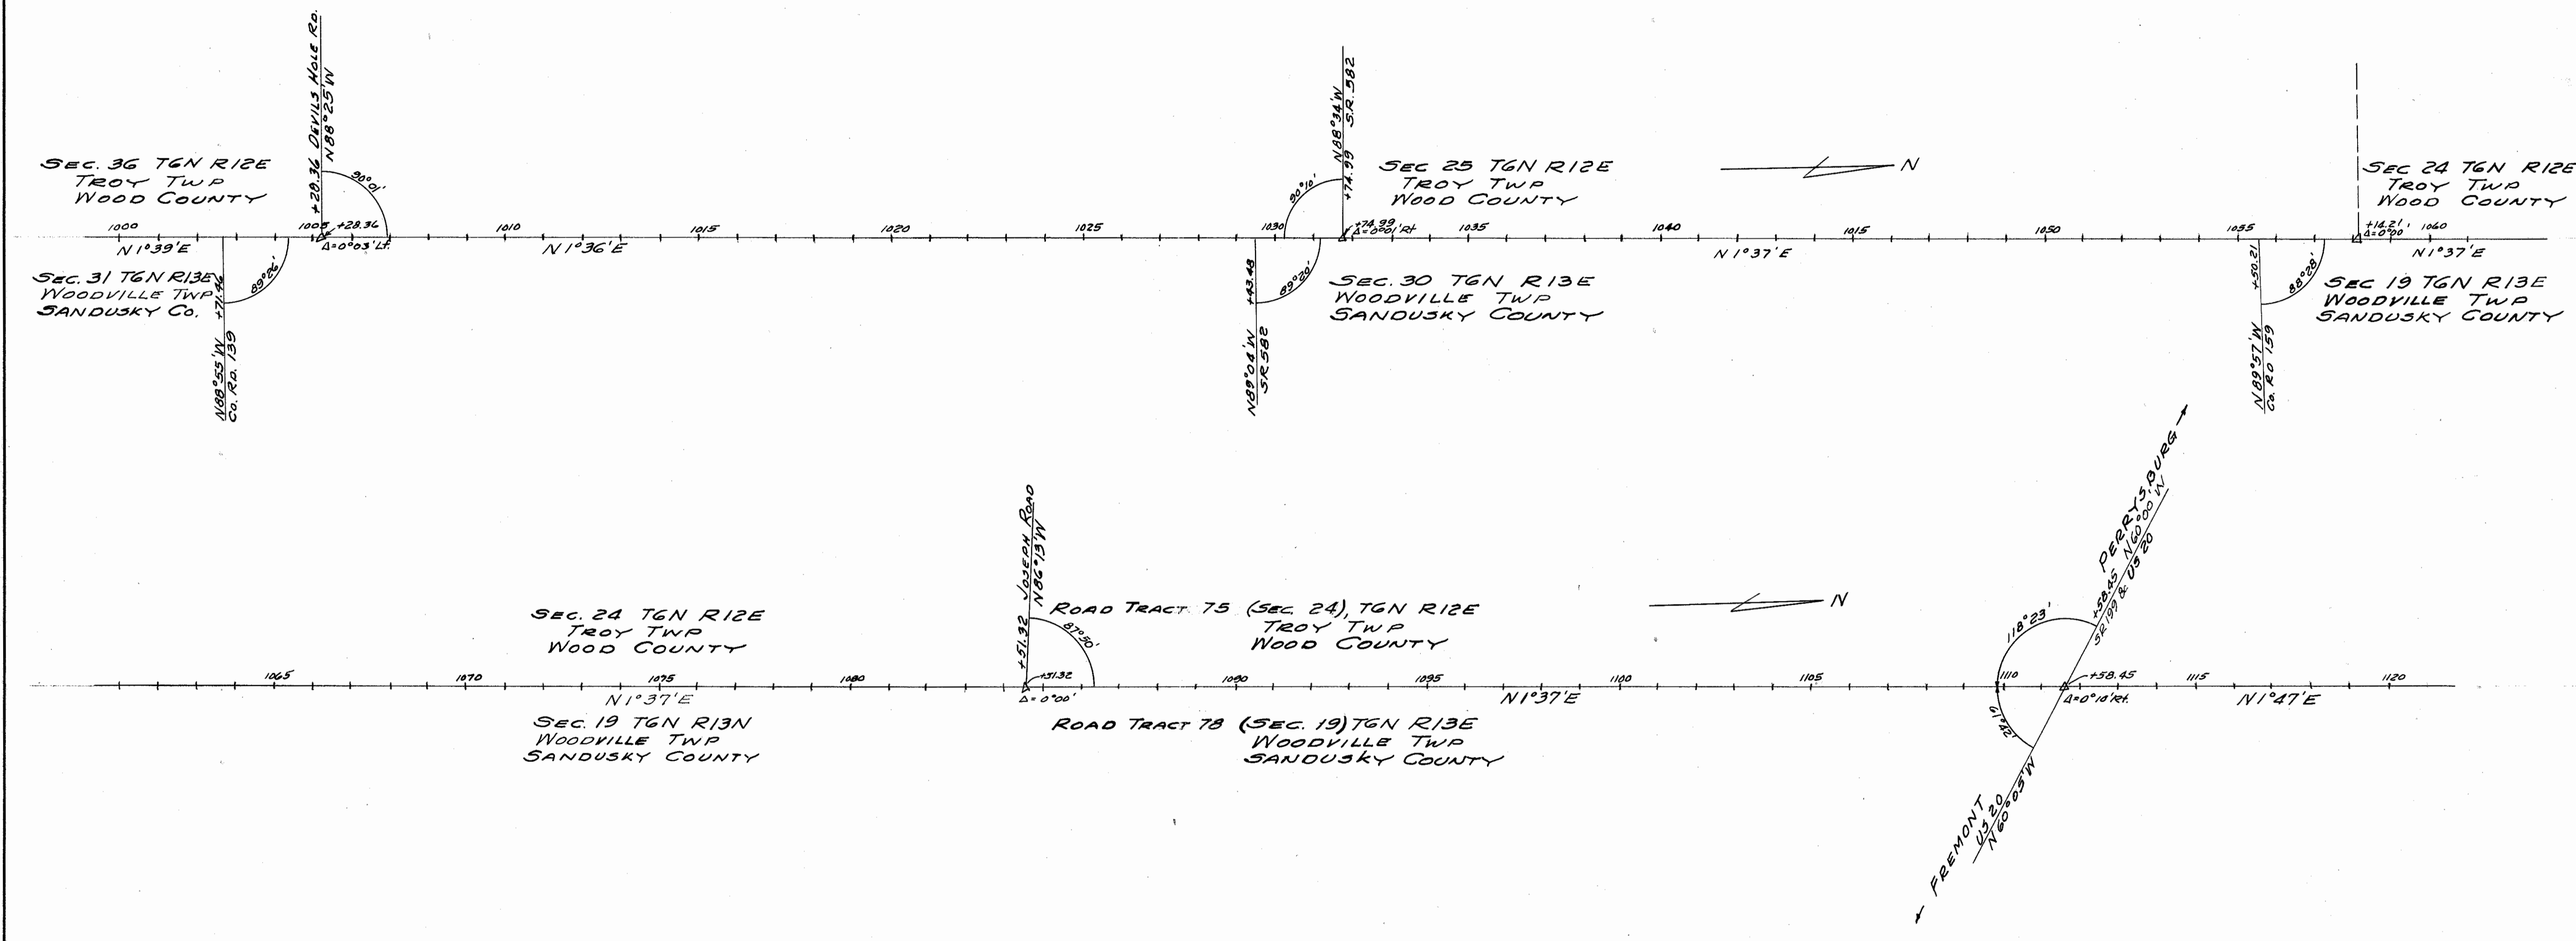 +28.36 DEVILS HOLE RD.
N88°25'W
SEC. 36 T6N R12E
TROY TWP
WOOD COUNTY
90°01'
N88°34'W
S.R. 582
+74.99
90°10'
SEC 25 T6N R12E
TROY TWP
WOOD COUNTY
N
SEC 24 T6N R12E
TROY TWP
WOOD COUNTY
1000
1005
+28.36
1010
1015
1020
1025
1030
+74.99
1035
1040
1015
1050
1055
+14.21
1060
N1°39'E
Δ=0°03'Lt.
N1°36'E
Δ=0°01'Rt
N1°37'E
Δ=0°00'
N1°37'E
SEC. 31 T6N R13E
WOODVILLE TWP
SANDUSKY CO.
+71.46
89°26'
N88°55'W
CO. RD. 139
+43.48
89°20'
N89°04'W
SR 582
SEC. 30 T6N R13E
WOODVILLE TWP
SANDUSKY COUNTY
+50.21
88°28'
N89°57'W
CO. RD 159
SEC 19 T6N R13E
WOODVILLE TWP
SANDUSKY COUNTY
SEC. 24 T6N R12E
TROY TWP
WOOD COUNTY
+51.32 JOSEPH ROAD
N86°13'W
87°50'
ROAD TRACT 75 (SEC. 24), T6N R12E
TROY TWP
WOOD COUNTY
N
PERRYSBURG
+58.45 N60°00'W
SR 199 & US 20
118°23'
1065
1070
1075
1080
+51.32
1090
1095
1100
1105
1110
+58.45
1115
1120
N1°37'E
Δ=0°00'
N1°37'E
Δ=0°10'Rt.
N1°47'E
SEC. 19 T6N R13N
WOODVILLE TWP
SANDUSKY COUNTY
ROAD TRACT 78 (SEC. 19) T6N R13E
WOODVILLE TWP
SANDUSKY COUNTY
61°42'
FREMONT
US 20
N60°05'W